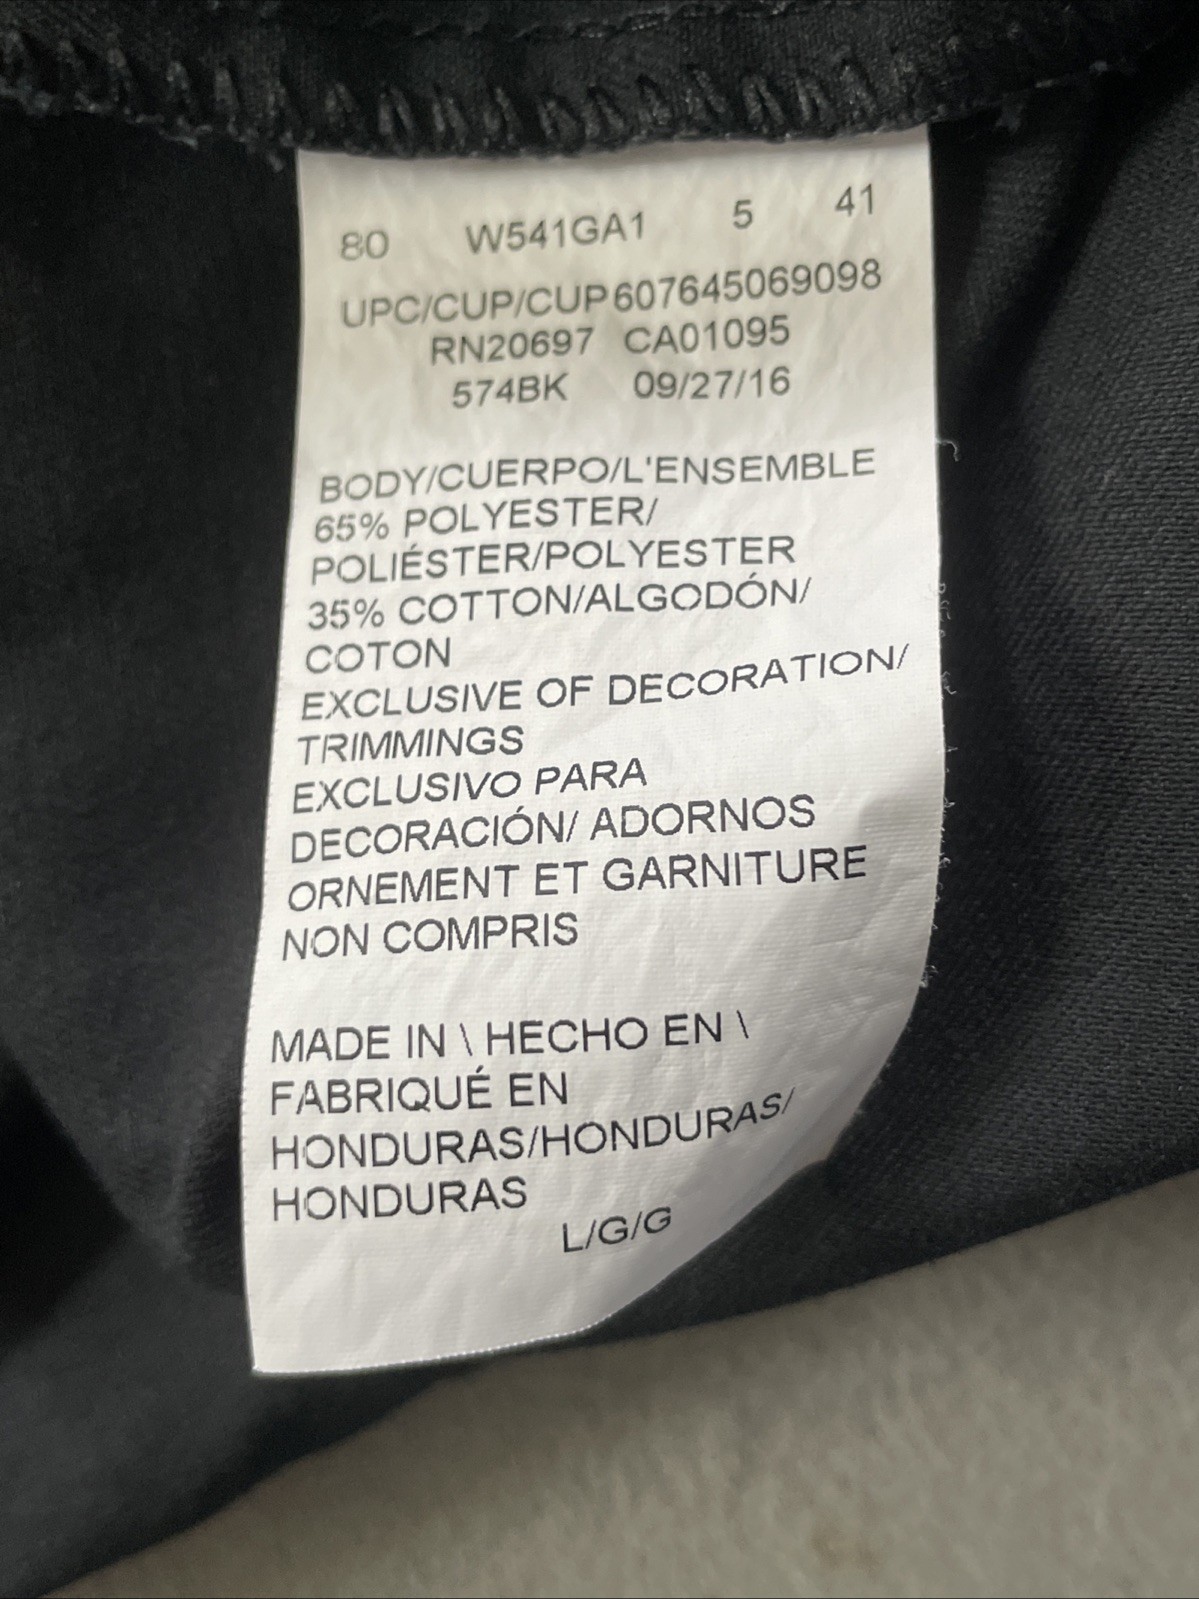 80 W541GA1 5 41
UPC/CUP/CUP607645069098
RN20697 CA01095
574BK 09/27/16
BODY/CUERPO/L'ENSEMBLE
65% POLYESTER/
POLIÉSTER/POLYESTER
35% COTTON/ALGODÓN/
COTON
EXCLUSIVE OF DECORATION/
TRIMMINGS
EXCLUSIVO PARA
DECORACIÓN/ ADORNOS
ORNEMENT ET GARNITURE
NON COMPRIS
MADE IN \ HECHO EN \
FABRIQUÉ EN
HONDURAS/HONDURAS/
HONDURAS
L/G/G